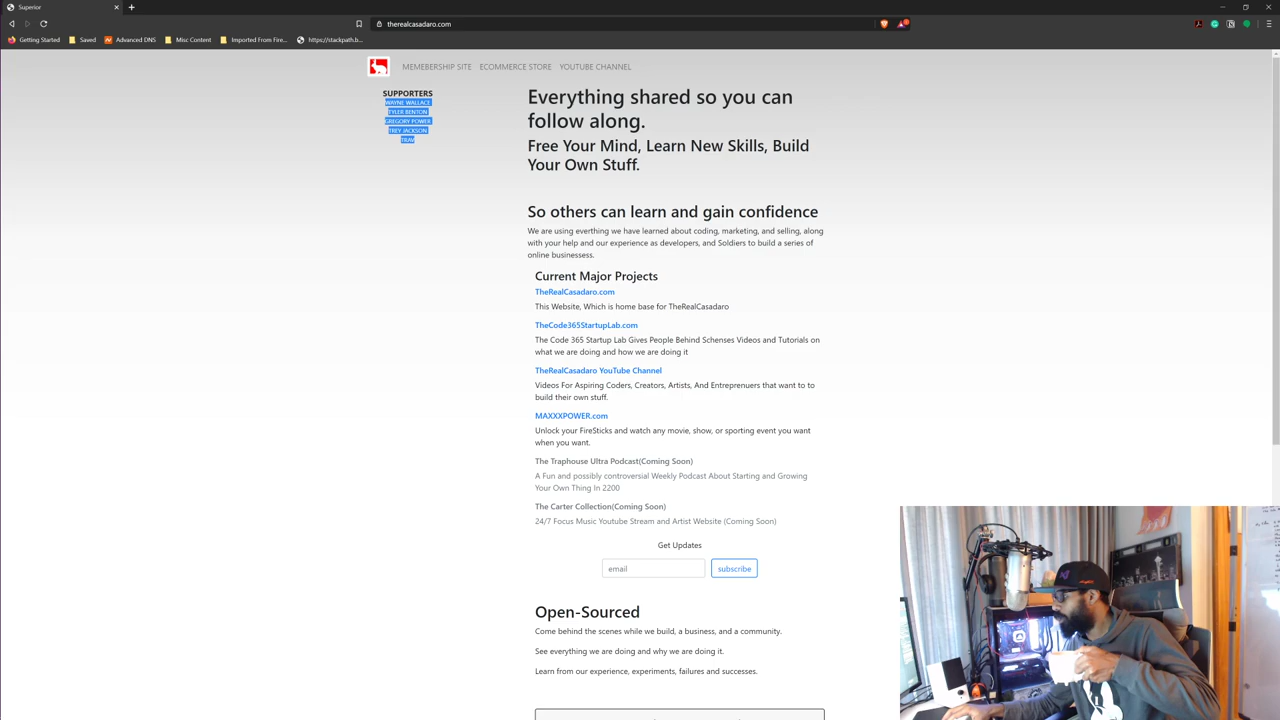 Superior
therealcasadaro.com
Getting Started
Saved
Advanced DNS
Misc Content
Imported From Fire...
https://stackpath.b...
MEMEBERSHIP SITE
ECOMMERCE STORE
YOUTUBE CHANNEL
SUPPORTERS
WAYNE WALLACE
TYLER BENTON
GREGORY POWER
TREY JACKSON
TRAV
Everything shared so you can
follow along.
Free Your Mind, Learn New Skills, Build
Your Own Stuff.
So others can learn and gain confidence
We are using everthing we have learned about coding, marketing, and selling, along
with your help and our experience as developers, and Soldiers to build a series of
online businessess.
Current Major Projects
TheRealCasadaro.com
This Website, Which is home base for TheRealCasadaro
TheCode365StartupLab.com
The Code 365 Startup Lab Gives People Behind Schenses Videos and Tutorials on
what we are doing and how we are doing it
TheRealCasadaro YouTube Channel
Videos For Aspiring Coders, Creators, Artists, And Entreprenuers that want to to
build their own stuff.
MAXXXPOWER.com
Unlock your FireSticks and watch any movie, show, or sporting event you want
when you want.
The Traphouse Ultra Podcast(Coming Soon)
A Fun and possibly controversial Weekly Podcast About Starting and Growing
Your Own Thing In 2200
The Carter Collection(Coming Soon)
24/7 Focus Music Youtube Stream and Artist Website (Coming Soon)
Get Updates
email
subscribe
Open-Sourced
Come behind the scenes while we build, a business, and a community.
See everything we are doing and why we are doing it.
Learn from our experience, experiments, failures and successes.